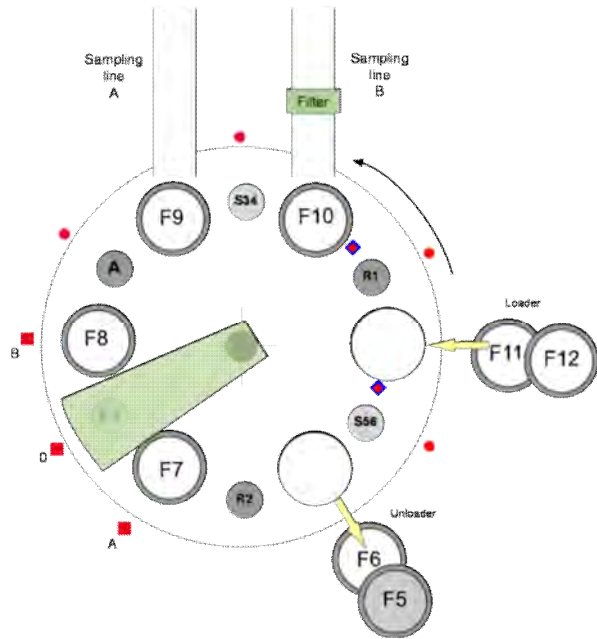 Sampling
line
A
Sampling
line
B
Filter
F9
S34
F10
A
R1
Loader
F8
B
F11
F12
D
S56
F7
R2
A
Unloader
F6
F5